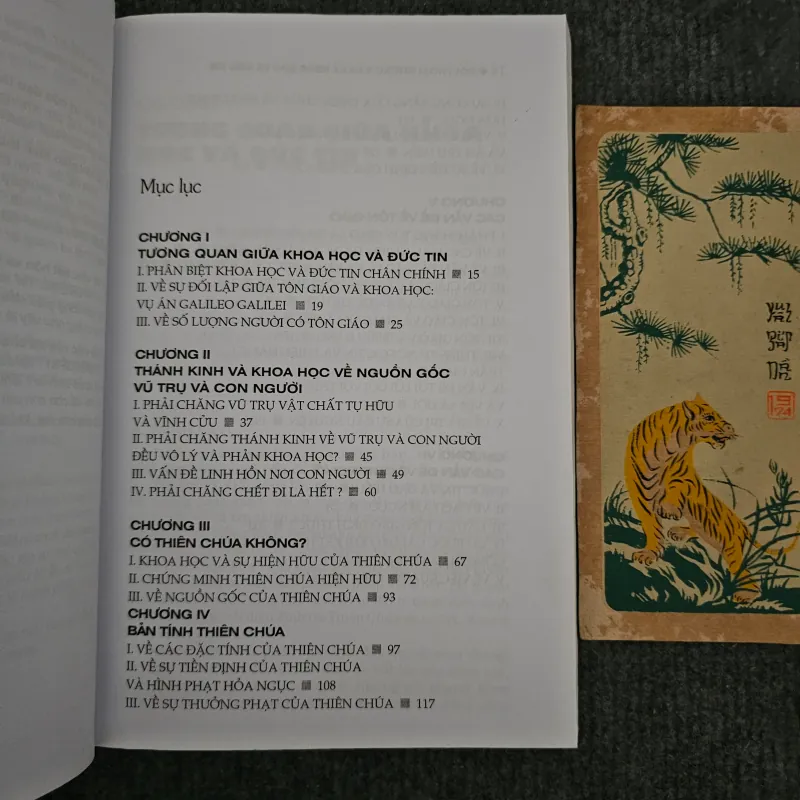 Mục lục
CHƯƠNG I
TƯƠNG QUAN GIỮA KHOA HỌC VÀ ĐỨC TIN
I. PHÂN BIỆT KHOA HỌC VÀ ĐỨC TIN CHÂN CHÍNH 15
II. VỀ SỰ ĐỐI LẬP GIỮA TÔN GIÁO VÀ KHOA HỌC:
VỤ ÁN GALILEO GALILEI 19
III. VỀ SỐ LƯỢNG NGƯỜI CÓ TÔN GIÁO 25
CHƯƠNG II
THÁNH KINH VÀ KHOA HỌC VỀ NGUỒN GỐC
VŨ TRỤ VÀ CON NGƯỜI
I. PHẢI CHĂNG VŨ TRỤ VẬT CHẤT TỰ HỮU
VÀ VĨNH CỬU 37
II. PHẢI CHĂNG THÁNH KINH VỀ VŨ TRỤ VÀ CON NGƯỜI
ĐỀU VÔ LÝ VÀ PHẢN KHOA HỌC? 45
III. VẤN ĐỀ LINH HỒN NƠI CON NGƯỜI 49
IV. PHẢI CHĂNG CHẾT ĐI LÀ HẾT ? 60
CHƯƠNG III
CÓ THIÊN CHÚA KHÔNG?
I. KHOA HỌC VÀ SỰ HIỆN HỮU CỦA THIÊN CHÚA 67
II. CHỨNG MINH THIÊN CHÚA HIỆN HỮU 72
III. VỀ NGUỒN GỐC CỦA THIÊN CHÚA 93
CHƯƠNG IV
BẢN TÍNH THIÊN CHÚA
I. VỀ CÁC ĐẶC TÍNH CỦA THIÊN CHÚA 97
II. VỀ SỰ TIỀN ĐỊNH CỦA THIÊN CHÚA
VÀ HÌNH PHẠT HỎA NGỤC 108
III. VỀ SỰ THƯỞNG PHẠT CỦA THIÊN CHÚA 117